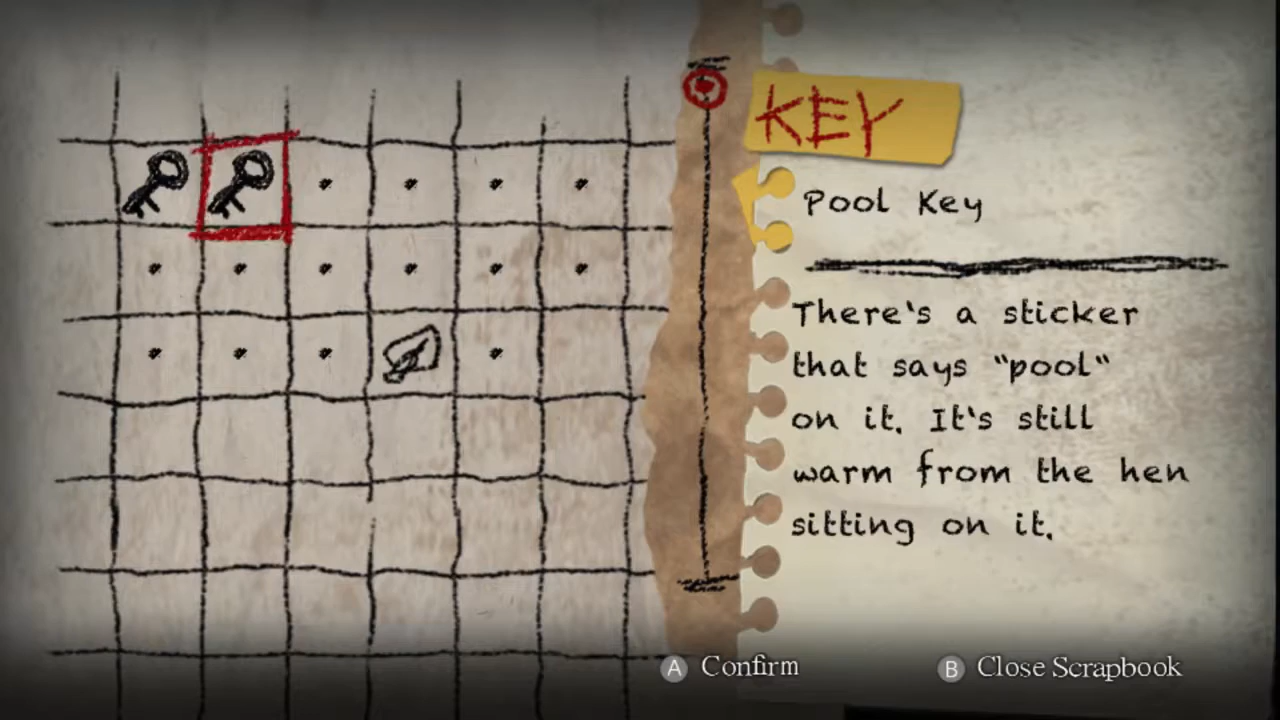 KEY
Pool Key
There's a sticker
that says "pool"
on it. It's still
warm from the hen
sitting on it.
A Confirm
B Close Scrapbook